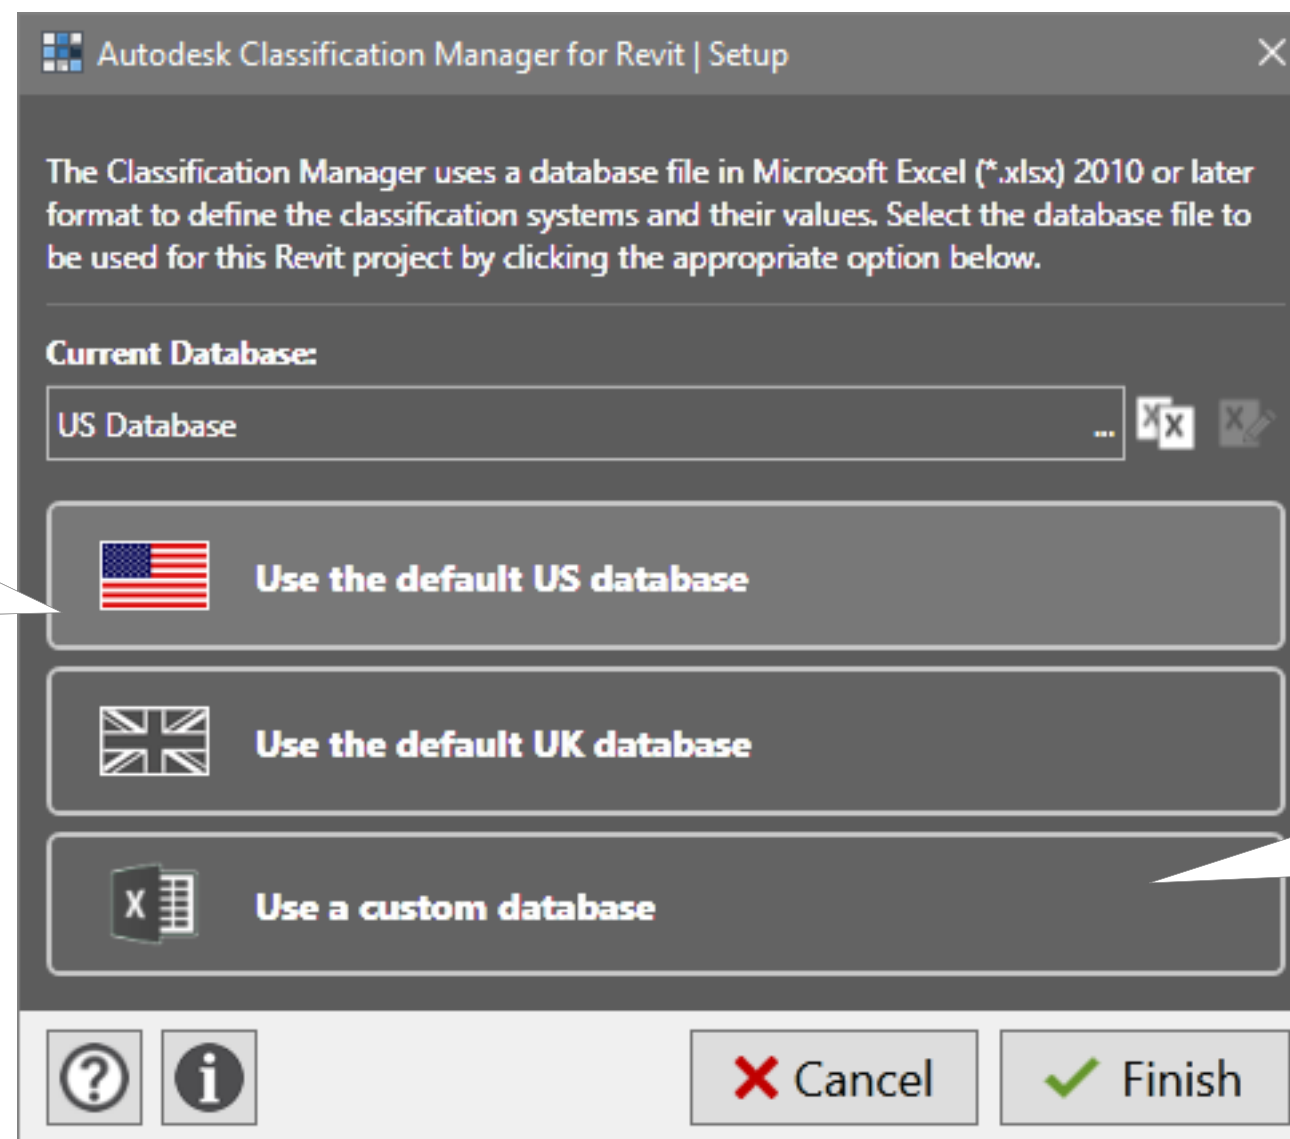 Autodesk Classification Manager for Revit | Setup
The Classification Manager uses a database file in Microsoft Excel (*.xlsx) 2010 or later
format to define the classification systems and their values. Select the database file to
be used for this Revit project by clicking the appropriate option below.
Current Database:
US Database ...
Use the default US database
Use the default UK database
Use a custom database
Cancel
Finish